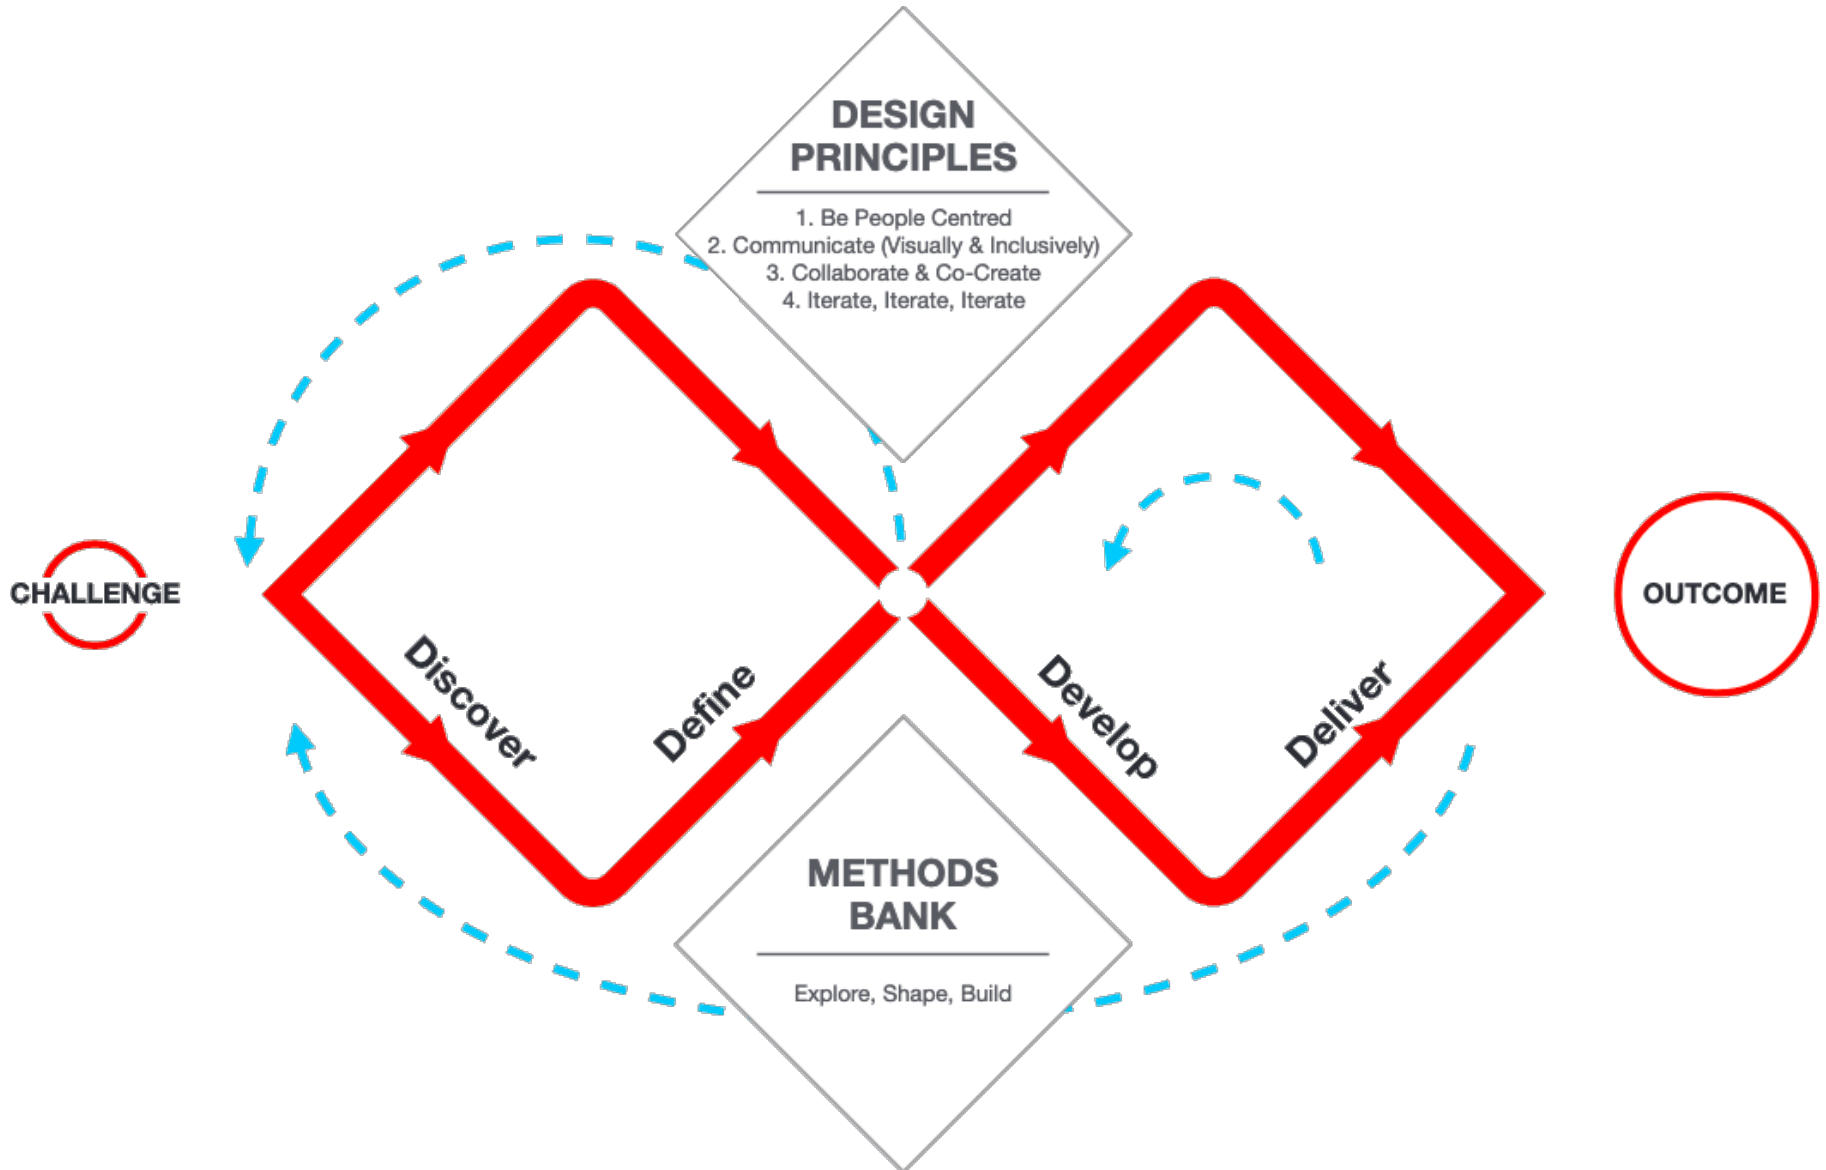 DESIGN
PRINCIPLES
1. Be People Centred
2. Communicate (Visually & Inclusively)
3. Collaborate & Co-Create
4. Iterate, Iterate, Iterate
CHALLENGE
Discover
Define
Develop
Deliver
OUTCOME
METHODS
BANK
Explore, Shape, Build